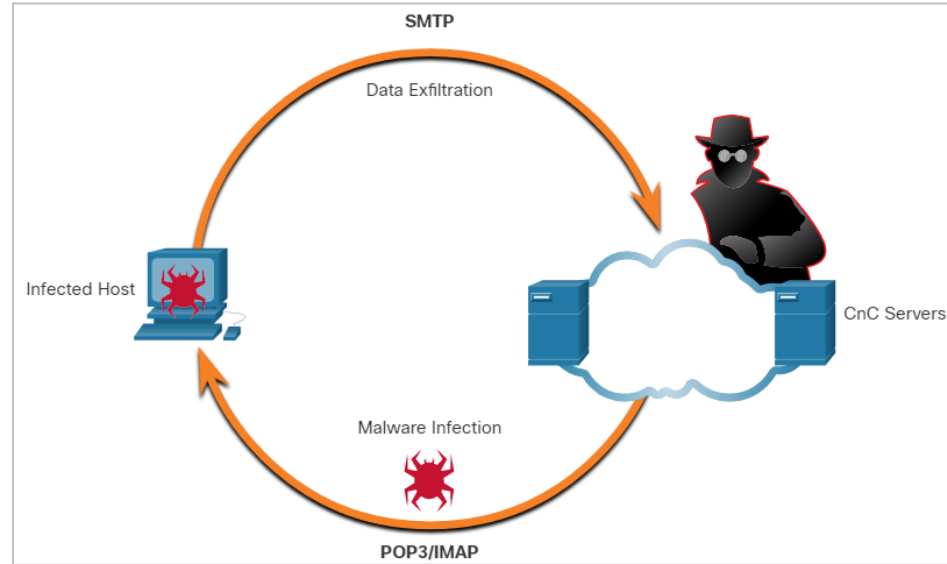 SMTP
Data Exfiltration
Infected Host
CnC Servers
Malware Infection
POP3/IMAP